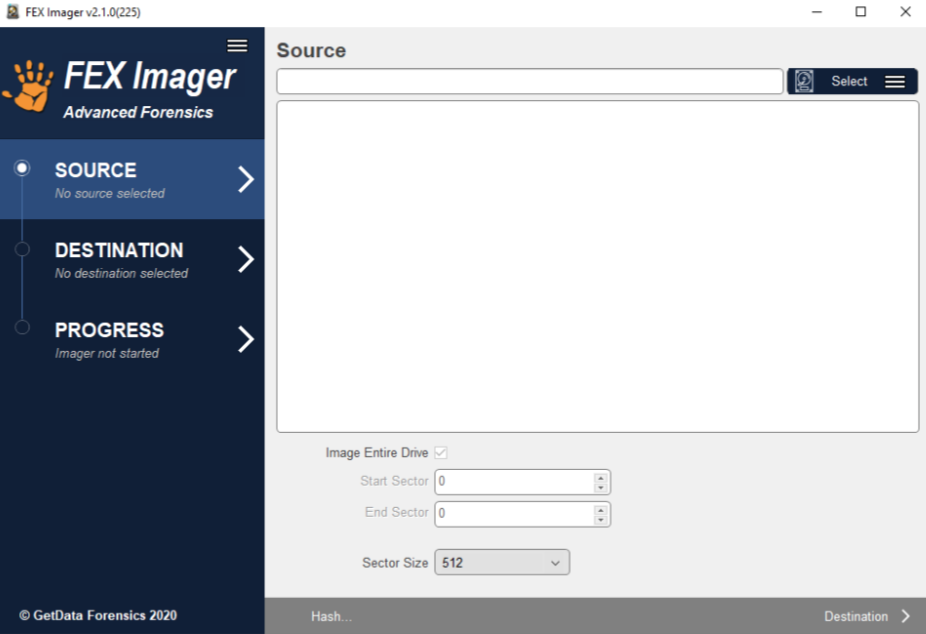 FEX Imager v2.1.0(225)
FEX Imager
Advanced Forensics
SOURCE
No source selected
DESTINATION
No destination selected
PROGRESS
Imager not started
© GetData Forensics 2020
Source
Select
Image Entire Drive
Start Sector 0
End Sector 0
Sector Size 512
Hash...
Destination